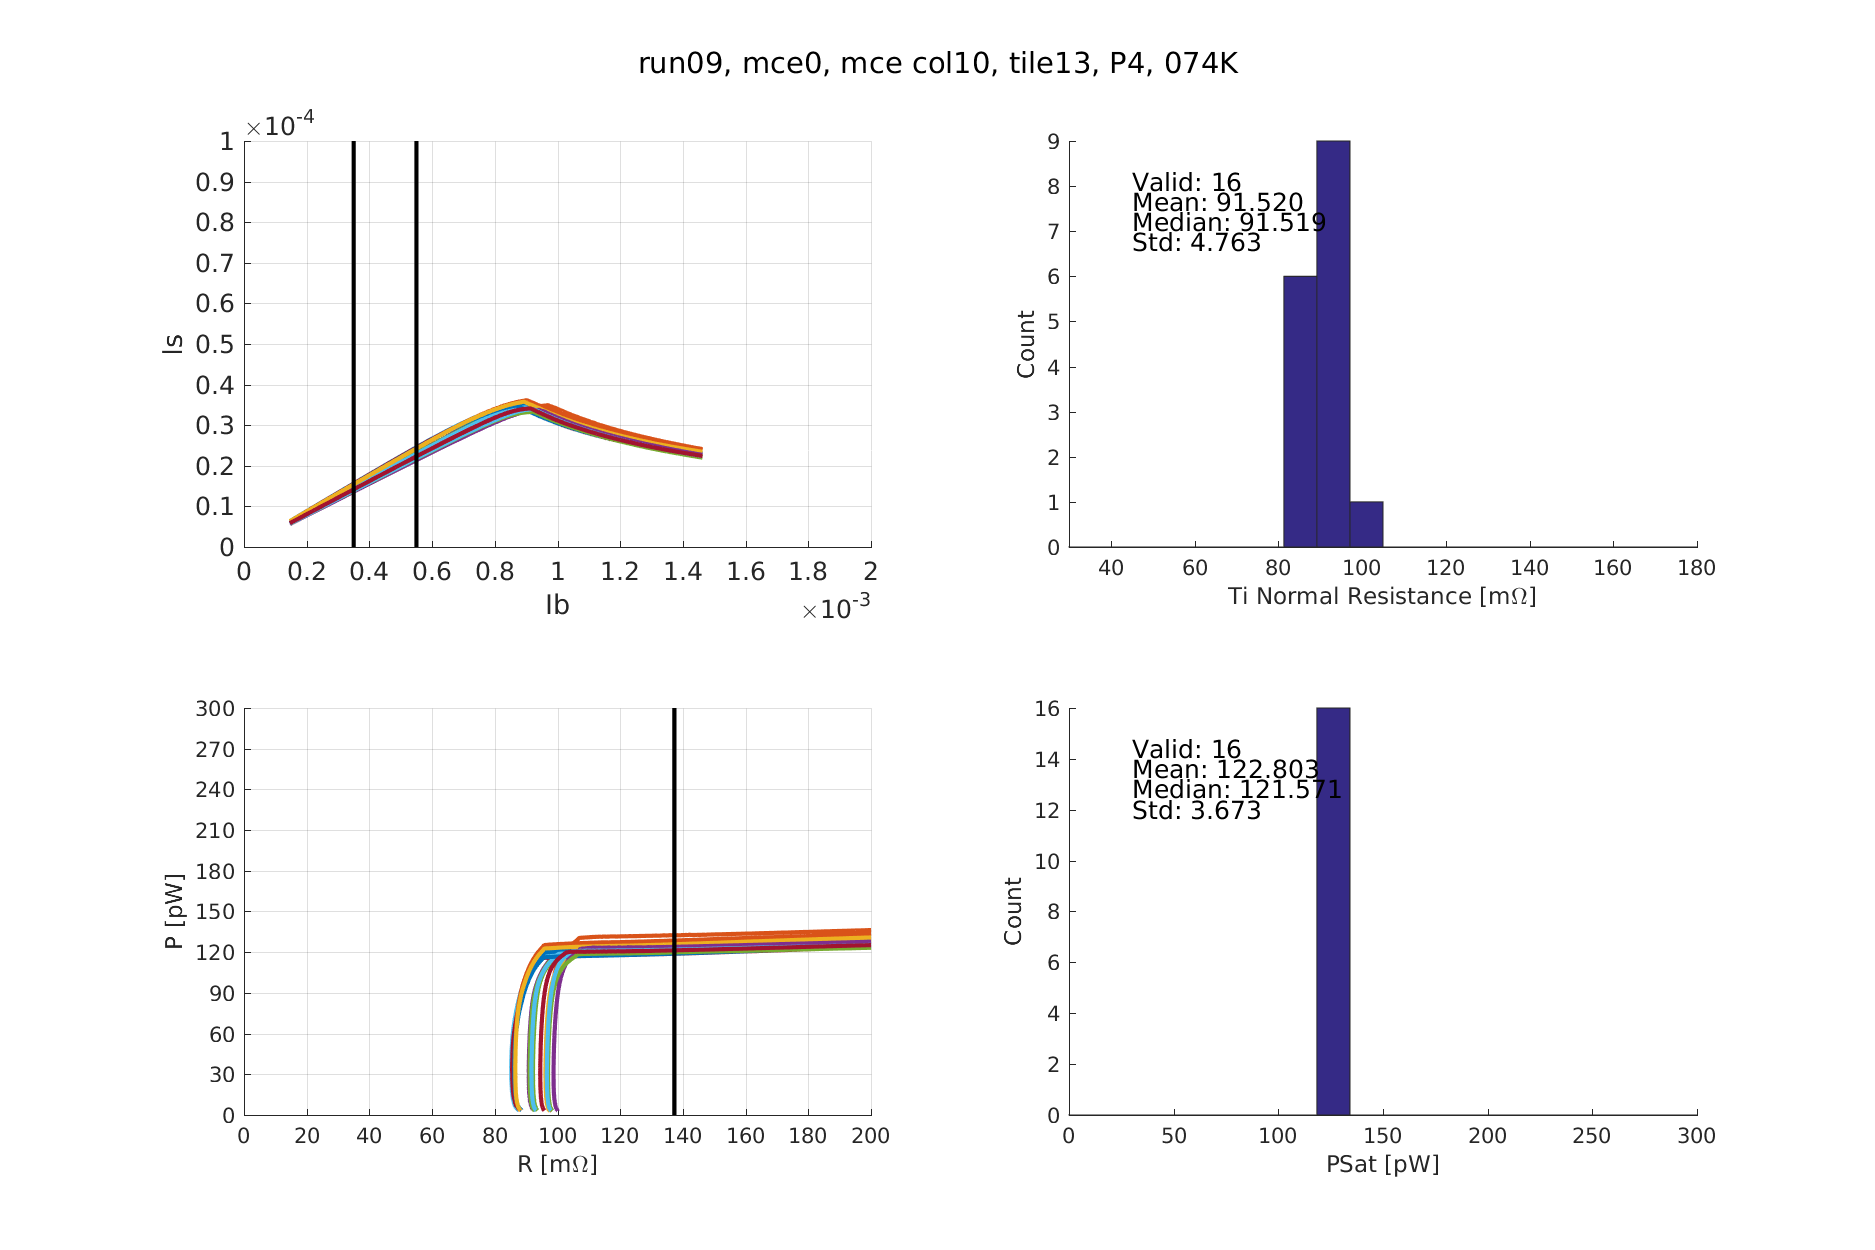 run09, mce0, mce col10, tile13, P4, 074K
×10-4
1
0.9
0.8
0.7
0.6
0.5
0.4
0.3
0.2
0.1
0
Is
0 0.2 0.4 0.6 0.8 1 1.2 1.4 1.6 1.8 2
Ib
×10-3
9
8
7
6
5
4
3
2
1
0
Count
Valid: 16
Mean: 91.520
Median: 91.519
Std: 4.763
40 60 80 100 120 140 160 180
Ti Normal Resistance [mΩ]
300
270
240
210
180
150
120
90
60
30
0
P [pW]
0 20 40 60 80 100 120 140 160 180 200
R [mΩ]
16
14
12
10
8
6
4
2
0
Count
Valid: 16
Mean: 122.803
Median: 121.571
Std: 3.673
0 50 100 150 200 250 300
PSat [pW]